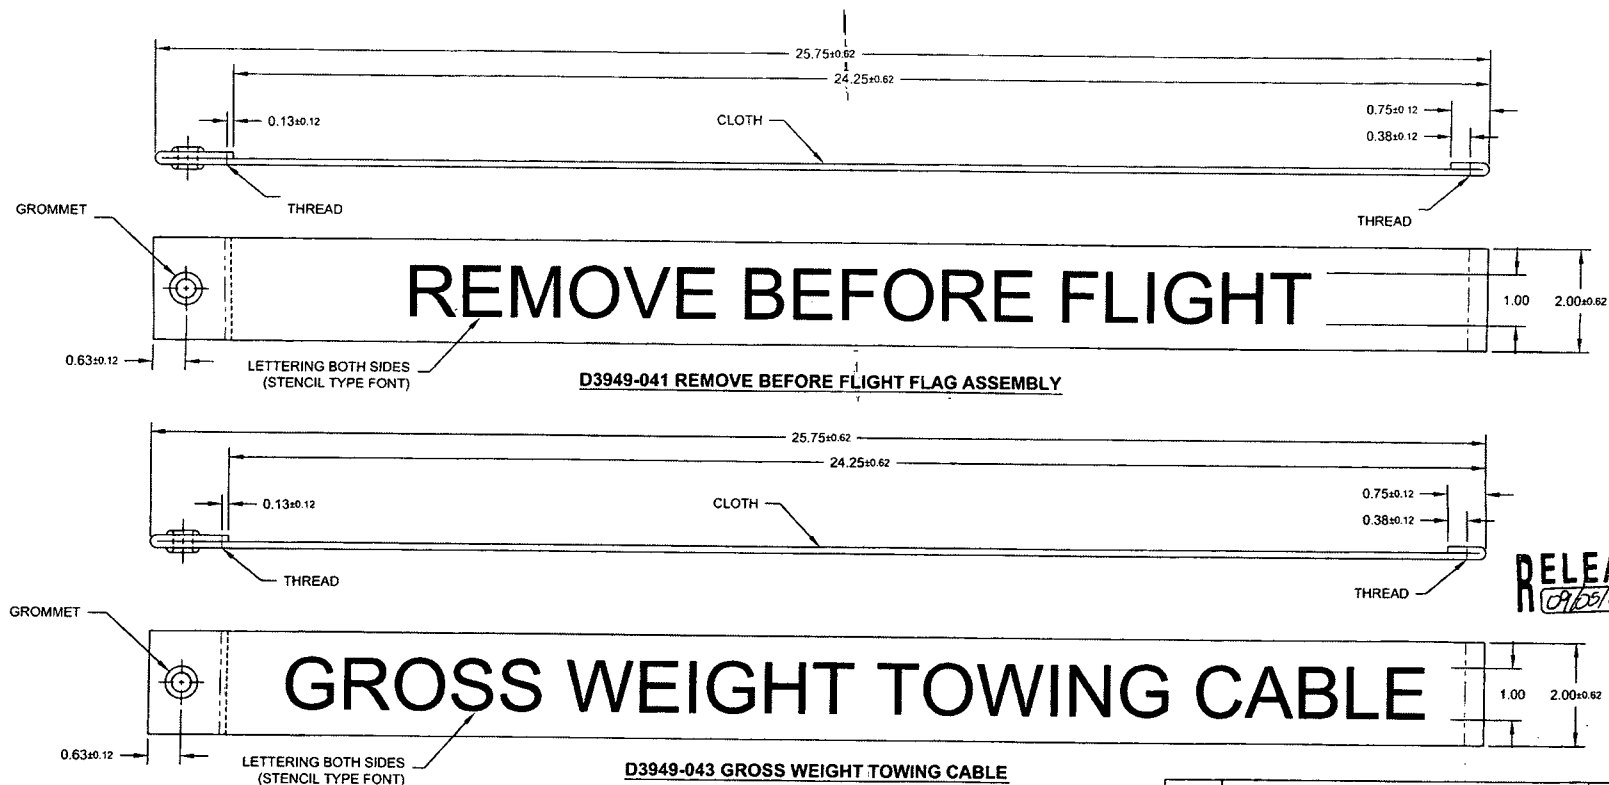 25.75±0.62
24.25±0.62
0.13±0.12
CLOTH
0.75±0.12
0.38±0.12
THREAD
THREAD
GROMMET
REMOVE BEFORE FLIGHT
1.00
2.00±0.62
0.63±0.12
LETTERING BOTH SIDES
(STENCIL TYPE FONT)
D3949-041 REMOVE BEFORE FLIGHT FLAG ASSEMBLY
25.75±0.62
24.25±0.62
0.13±0.12
CLOTH
0.75±0.12
0.38±0.12
THREAD
THREAD
GROMMET
GROSS WEIGHT TOWING CABLE
1.00
2.00±0.62
0.63±0.12
LETTERING BOTH SIDES
(STENCIL TYPE FONT)
D3949-043 GROSS WEIGHT TOWING CABLE